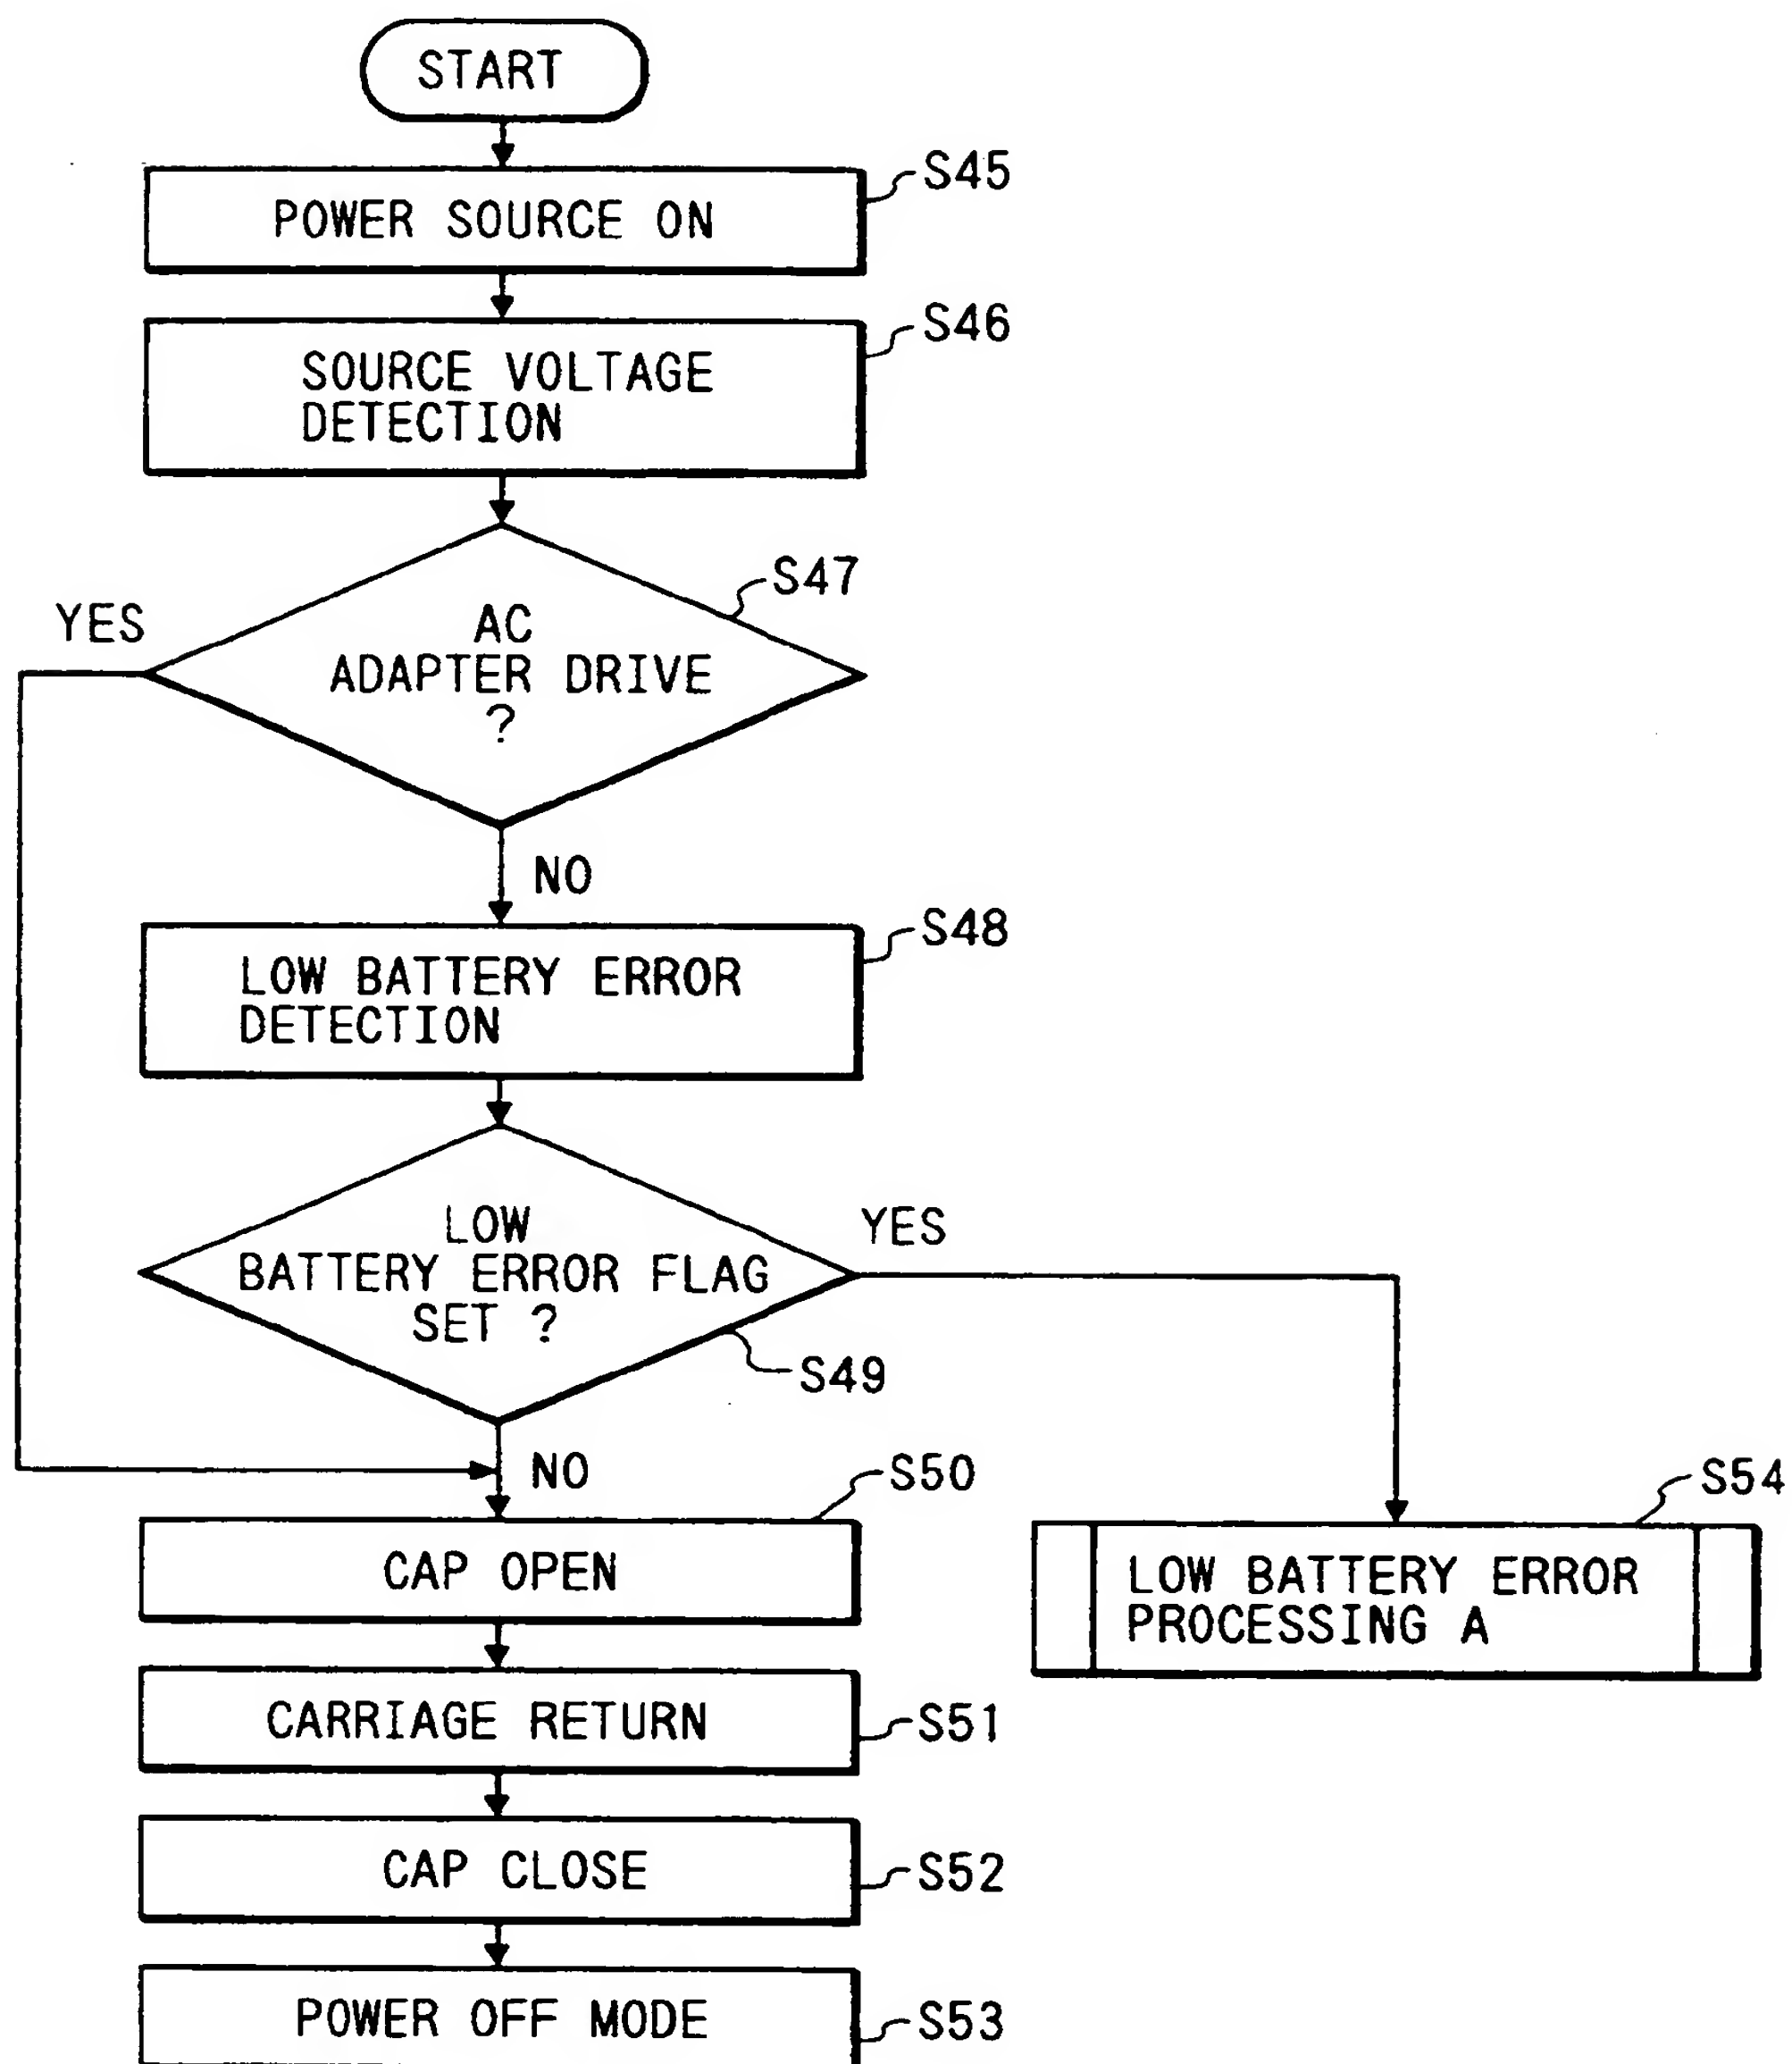 START
POWER SOURCE ON
S45
SOURCE VOLTAGE
DETECTION
S46
AC
ADAPTER DRIVE
?
S47
YES
NO
LOW BATTERY ERROR
DETECTION
S48
LOW
BATTERY ERROR FLAG
SET ?
S49
YES
NO
CAP OPEN
S50
LOW BATTERY ERROR
PROCESSING A
S54
CARRIAGE RETURN
S51
CAP CLOSE
S52
POWER OFF MODE
S53